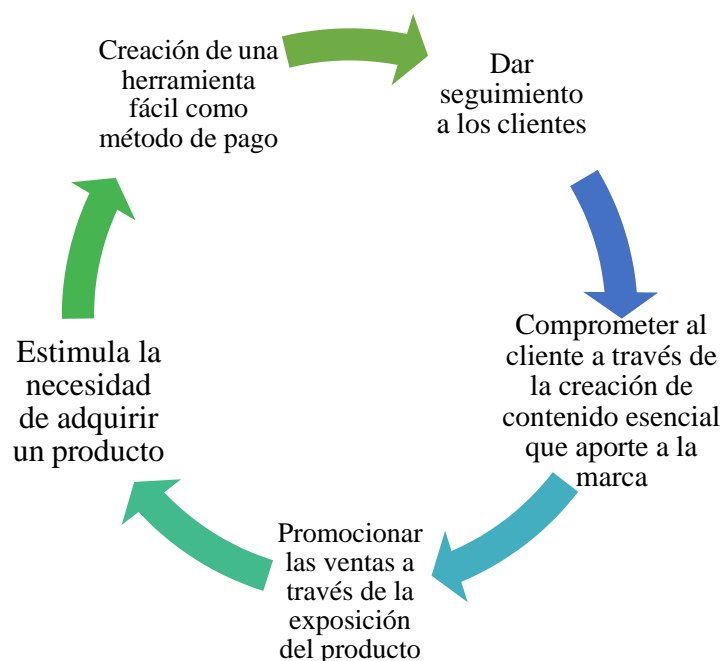 Creación de una
herramienta
fácil como
método de pago
Dar
seguimiento
a los clientes
Comprometer al
cliente a través de
la creación de
contenido esencial
que aporte a la
marca
Promocionar
las ventas a
través de la
exposición
del producto
Estimula la
necesidad
de adquirir
un producto